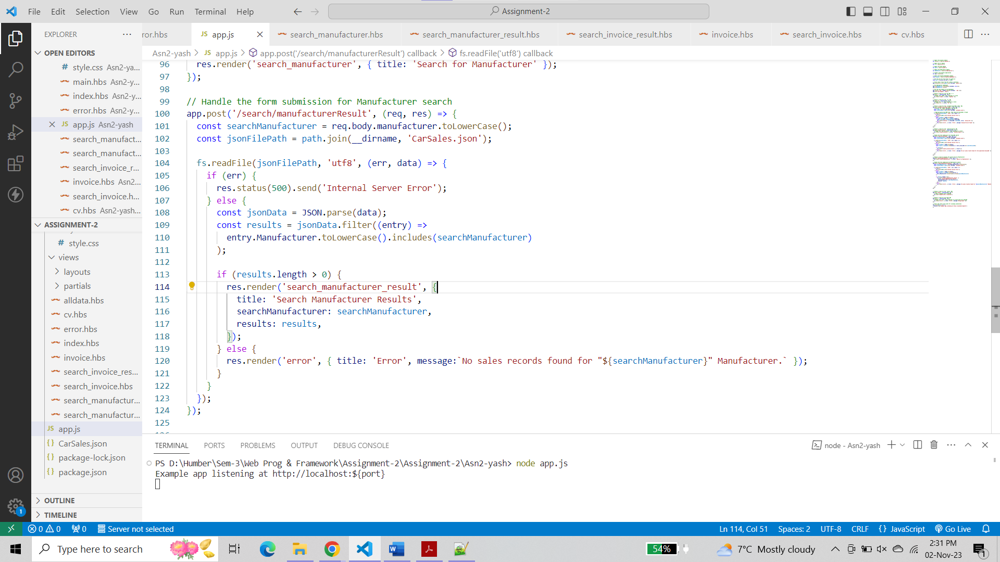 File Edit Selection View Go Run Terminal Help
Assignment-2
EXPLORER
ror.hbs
JS app.js
search_manufacturer.hbs
search_manufacturer_result.hbs
search_invoice_result.hbs
invoice.hbs
search_invoice.hbs
cv.hbs
Asn2-yash > JS app.js > app.post('/search/manufacturerResult') callback > fs.readFile('utf8') callback
OPEN EDITORS
# style.css Asn2-ya...
main.hbs Asn2-y...
index.hbs Asn2-y...
error.hbs Asn2-y...
JS app.js Asn2-yash
search_manufact...
search_manufact...
search_invoice_r...
invoice.hbs Asn2...
search_invoice.h...
cv.hbs Asn2-yash...
ASSIGNMENT-2
# style.css
views
layouts
partials
alldata.hbs
cv.hbs
error.hbs
index.hbs
invoice.hbs
search_invoice_res...
search_invoice.hbs
search_manufactur...
search_manufactur...
JS app.js
{} CarSales.json
{} package-lock.json
{} package.json
OUTLINE
TIMELINE
96 res.render('search_manufacturer', { title: 'Search for Manufacturer' });
97 });
98
99 // Handle the form submission for Manufacturer search
100 app.post('/search/manufacturerResult', (req, res) => {
101 const searchManufacturer = req.body.manufacturer.toLowerCase();
102 const jsonFilePath = path.join(__dirname, 'CarSales.json');
103
104 fs.readFile(jsonFilePath, 'utf8', (err, data) => {
105 if (err) {
106 res.status(500).send('Internal Server Error');
107 } else {
108 const jsonData = JSON.parse(data);
109 const results = jsonData.filter((entry) =>
110 entry.Manufacturer.toLowerCase().includes(searchManufacturer)
111 );
112
113 if (results.length > 0) {
114 res.render('search_manufacturer_result', {
115 title: 'Search Manufacturer Results',
116 searchManufacturer: searchManufacturer,
117 results: results,
118 });
119 } else {
120 res.render('error', { title: 'Error', message:`No sales records found for "${searchManufacturer}" Manufacturer.` });
121 }
122 }
123 });
124 });
125
TERMINAL PORTS PROBLEMS OUTPUT DEBUG CONSOLE
node - Asn2-yash
PS D:\Humber\Sem-3\Web Prog & Framework\Assignment-2\Assignment-2\Asn2-yash> node app.js
Example app listening at http://localhost:${port}
1
0 0 0 Server not selected
Ln 114, Col 51 Spaces: 2 UTF-8 CRLF {} JavaScript Go Live
Type here to search
54%
7°C Mostly cloudy
2:31 PM
02-Nov-23
1